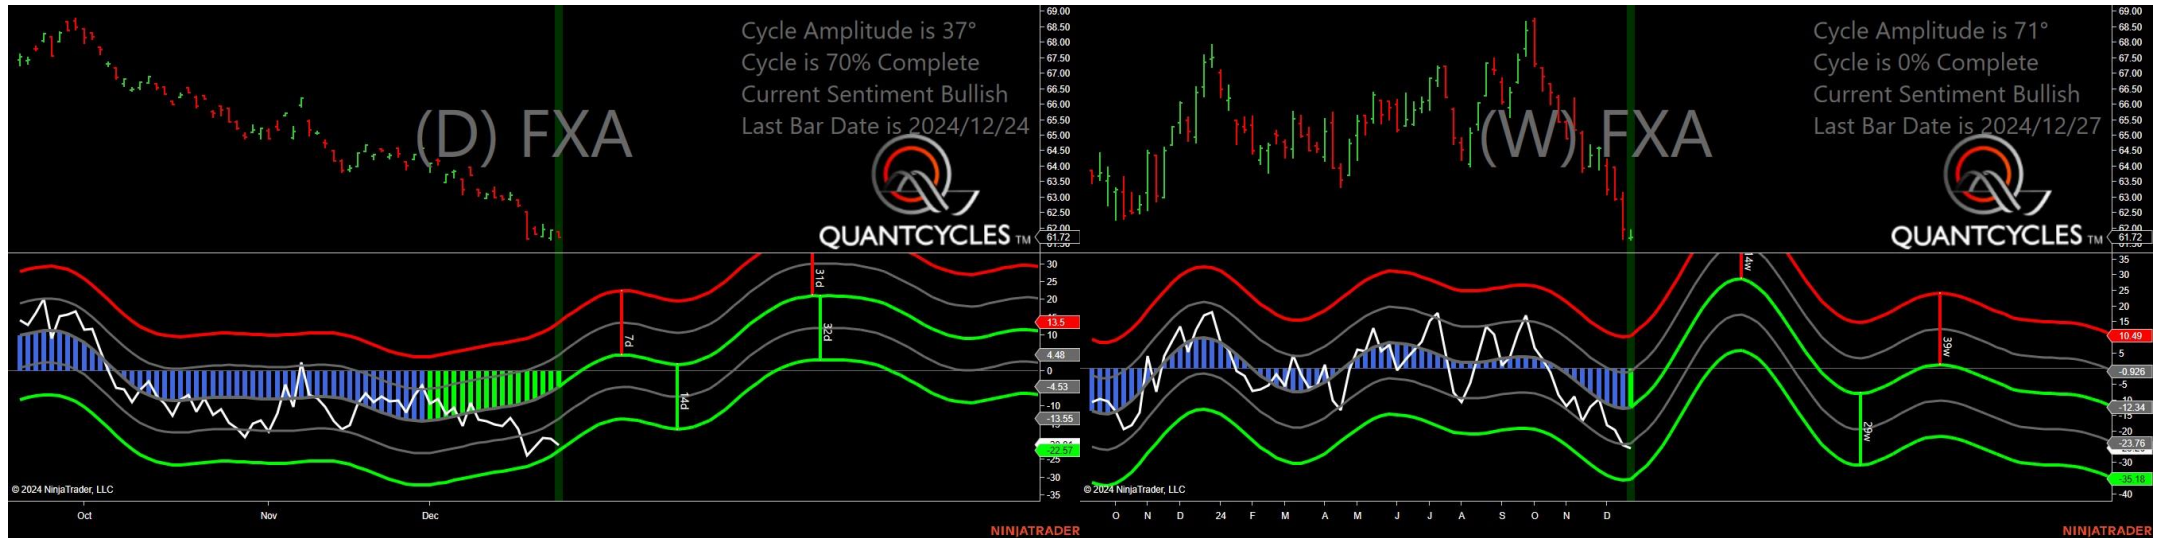 Cycle Amplitude is 37°
Cycle is 70% Complete
Current Sentiment Bullish
Last Bar Date is 2024/12/24
(D) FXA
QUANTCYCLES TM
69.00
68.50
68.00
67.50
67.00
66.50
66.00
65.50
65.00
64.50
64.00
63.50
63.00
62.50
62.00
61.72
30
25
20
15
13.5
10
4.48
0
-4.53
-10
-13.55
-22.57
-25
-30
-35
7d
14d
31d
32d
© 2024 NinjaTrader, LLC
Oct
Nov
Dec
NINJATRADER
Cycle Amplitude is 71°
Cycle is 0% Complete
Current Sentiment Bullish
Last Bar Date is 2024/12/27
(W) FXA
QUANTCYCLES TM
69.00
68.50
68.00
67.50
67.00
66.50
66.00
65.50
65.00
64.50
64.00
63.50
63.00
62.50
62.00
61.72
35
30
25
20
15
10.49
5
-0.926
-5
-10
-12.34
-15
-20
-23.76
-30
-35.18
-40
14w
29w
39w
© 2024 NinjaTrader, LLC
O
N
D
24
F
M
A
M
J
J
A
S
O
N
D
NINJATRADER